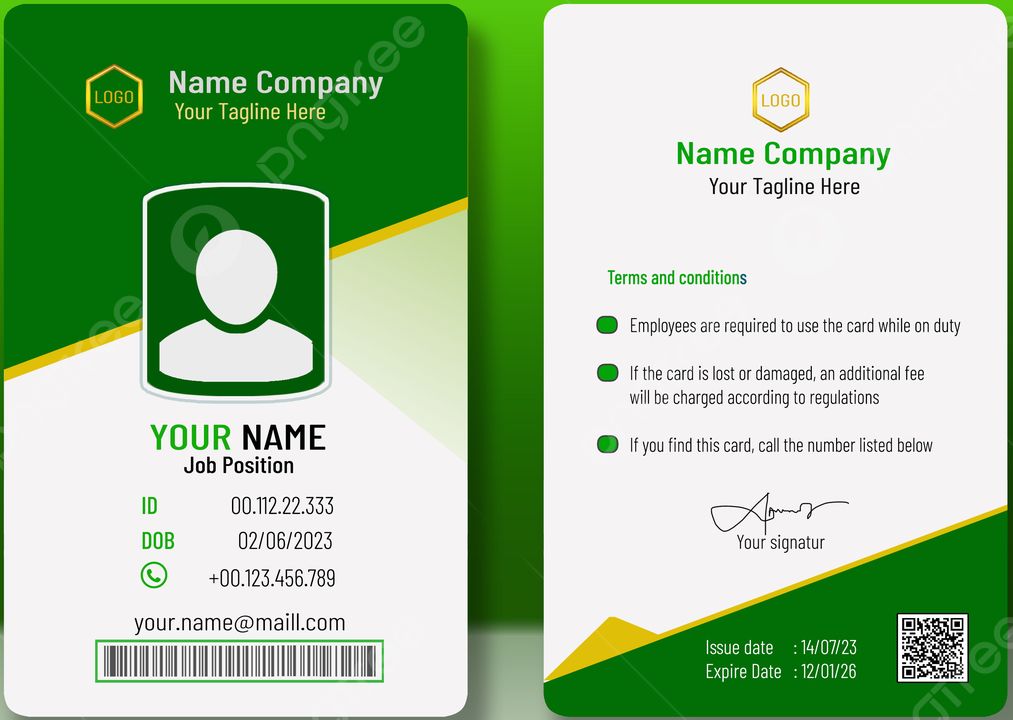 LOGO
Name Company
Your Tagline Here
YOUR NAME
Job Position
ID 00.112.22.333
DOB 02/06/2023
+00.123.456.789
your.name@maill.com
LOGO
Name Company
Your Tagline Here
Terms and conditions
Employees are required to use the card while on duty
If the card is lost or damaged, an additional fee
will be charged according to regulations
If you find this card, call the number listed below
Your signatur
Issue date : 14/07/23
Expire Date : 12/01/26
pngtree